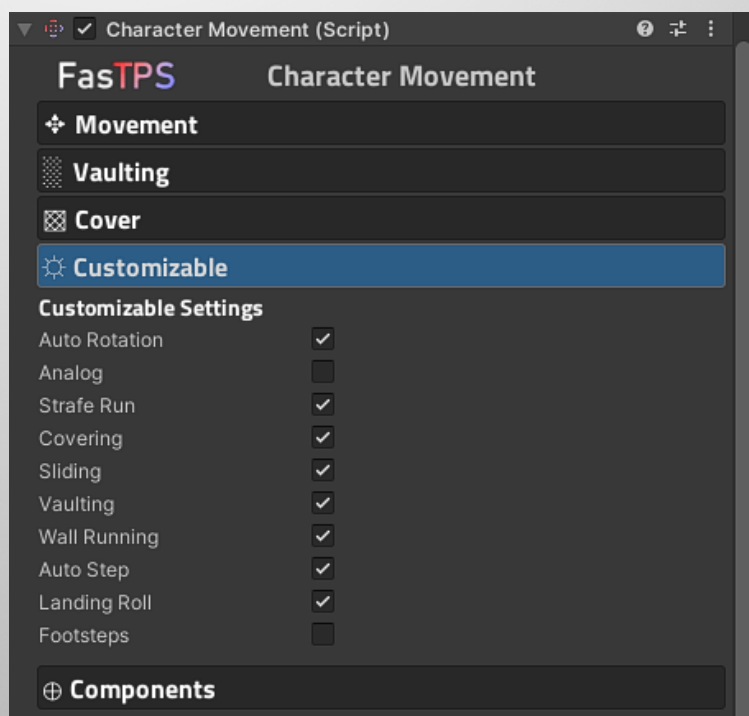 Character Movement (Script)
FasTPS Character Movement
Movement
Vaulting
Cover
Customizable
Customizable Settings
Auto Rotation
Analog
Strafe Run
Covering
Sliding
Vaulting
Wall Running
Auto Step
Landing Roll
Footsteps
Components